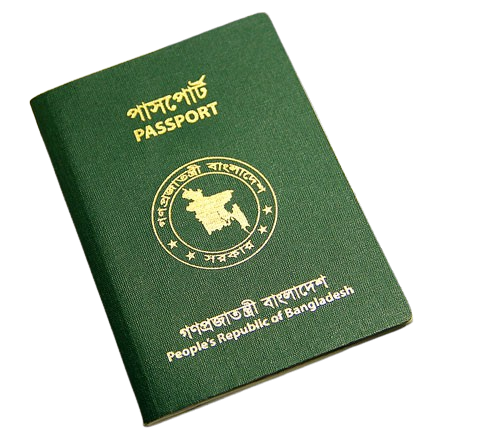 পাসপোর্ট
PASSPORT
গণপ্রজাতন্ত্রী বাংলাদেশ
সরকার
গণপ্রজাতন্ত্রী বাংলাদেশ
People's Republic of Bangladesh